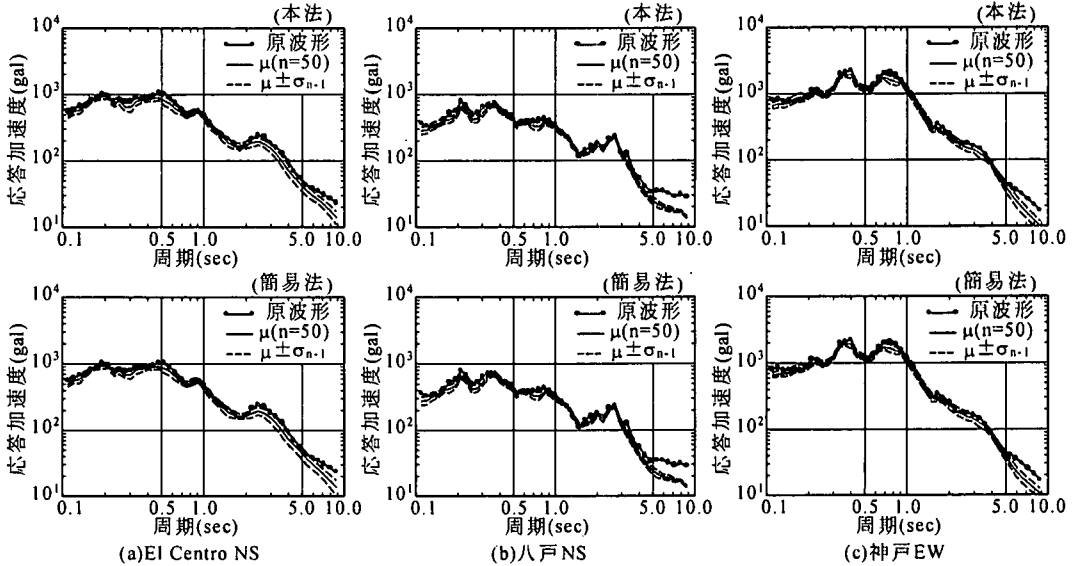 (本法)
応答加速度(gal)
10⁴
10³
10²
10¹
原波形
μ(n=50)
μ±σₙ₋₁
0.1 0.5 1.0 5.0 10.0
周期(sec)
(本法)
応答加速度(gal)
10⁴
10³
10²
10¹
原波形
μ(n=50)
μ±σₙ₋₁
0.1 0.5 1.0 5.0 10.0
周期(sec)
(本法)
応答加速度(gal)
10⁴
10³
10²
10¹
原波形
μ(n=50)
μ±σₙ₋₁
0.1 0.5 1.0 5.0 10.0
周期(sec)
(簡易法)
応答加速度(gal)
10⁴
10³
10²
10¹
原波形
μ(n=50)
μ±σₙ₋₁
0.1 0.5 1.0 5.0 10.0
周期(sec)
(a)El Centro NS
(簡易法)
応答加速度(gal)
10⁴
10³
10²
10¹
原波形
μ(n=50)
μ±σₙ₋₁
0.1 0.5 1.0 5.0 10.0
周期(sec)
(b)八戸NS
(簡易法)
応答加速度(gal)
10⁴
10³
10²
10¹
原波形
μ(n=50)
μ±σₙ₋₁
0.1 0.5 1.0 5.0 10.0
周期(sec)
(c)神戸EW